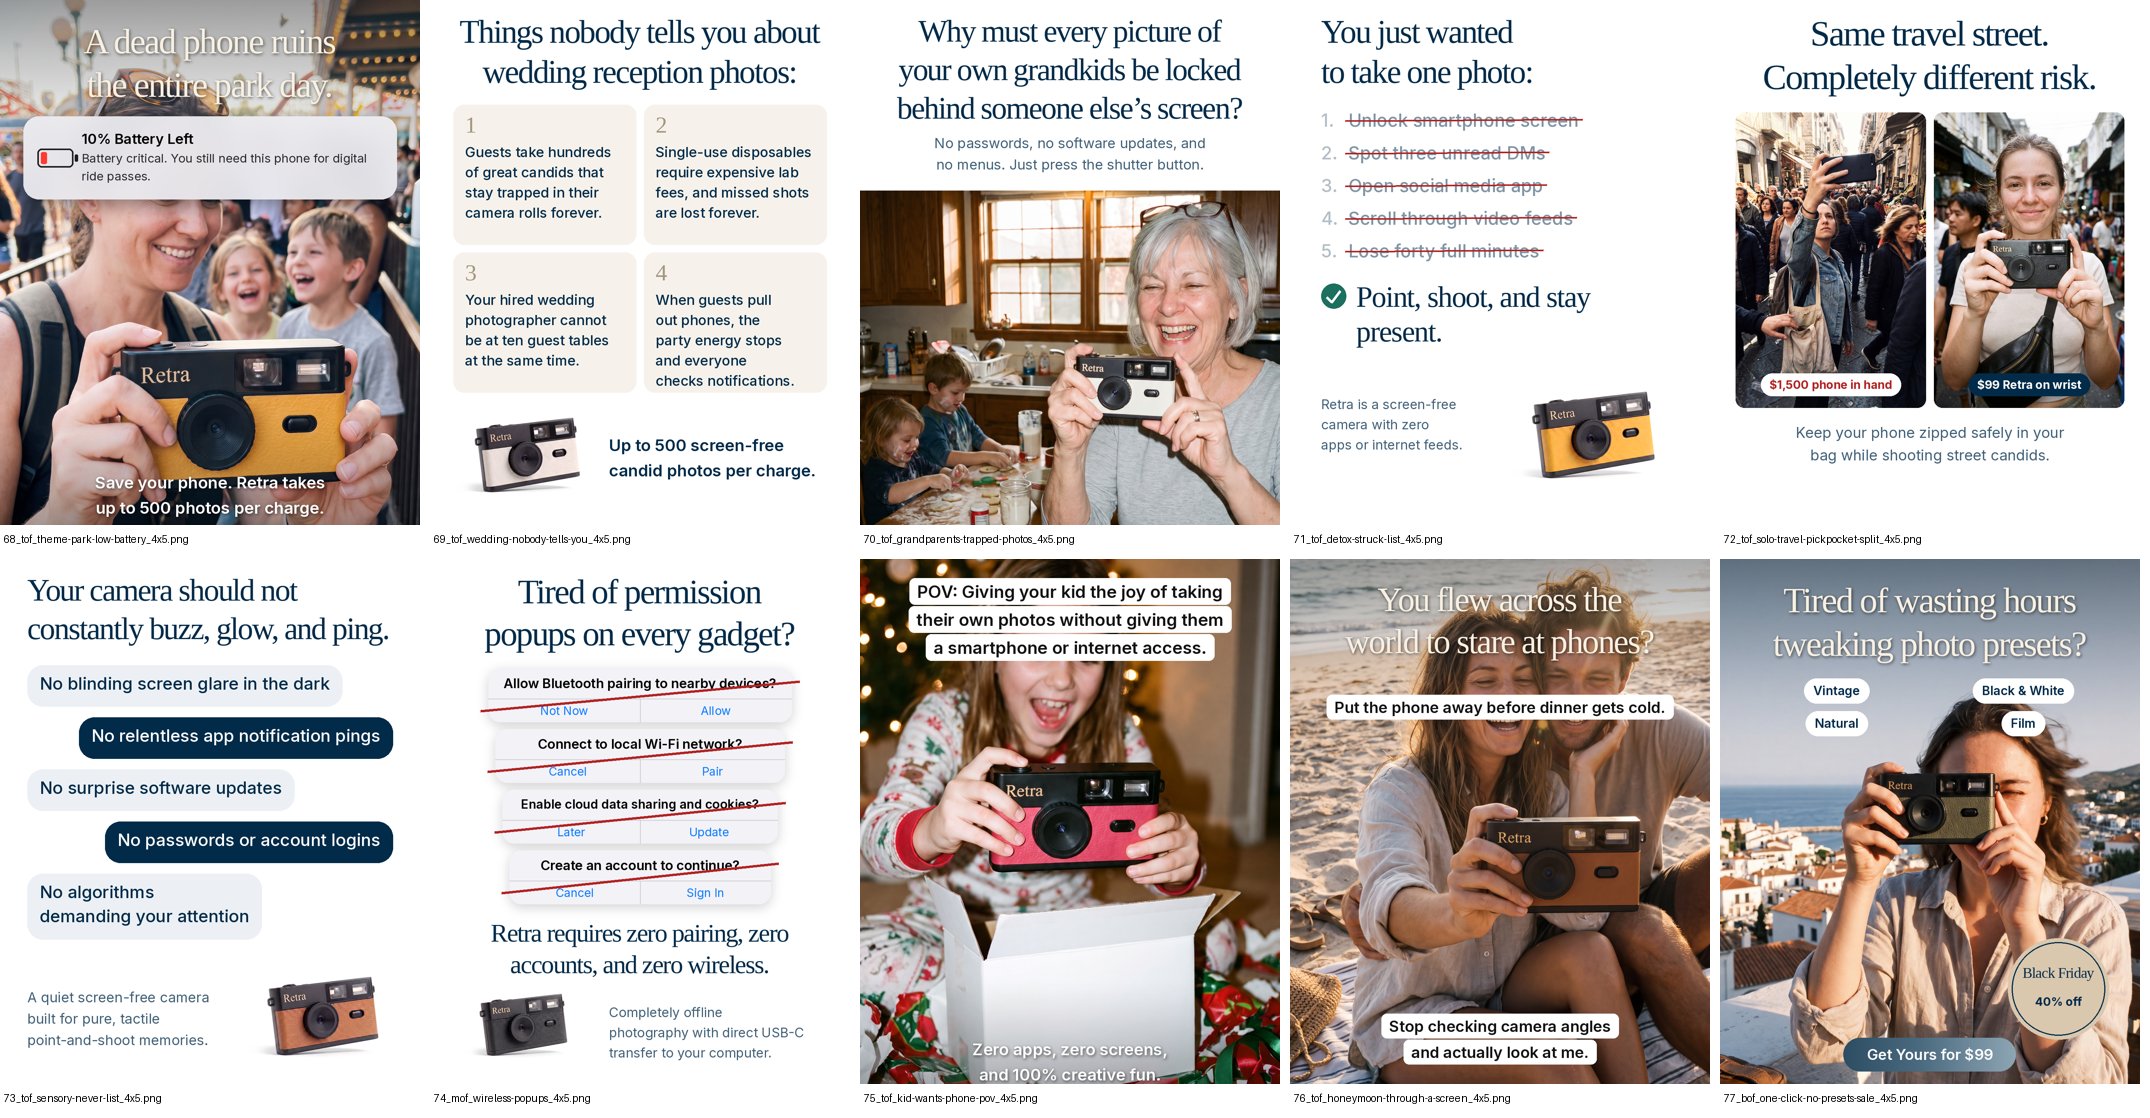 A dead phone ruins
the entire park day.
10% Battery Left
Battery critical. You still need this phone for digital
ride passes.
Retra
Save your phone. Retra takes
up to 500 photos per charge.
68_tof_theme-park-low-battery_4x5.png
Things nobody tells you about
wedding reception photos:
1
Guests take hundreds
of great candids that
stay trapped in their
camera rolls forever.
2
Single-use disposables
require expensive lab
fees, and missed shots
are lost forever.
3
Your hired wedding
photographer cannot
be at ten guest tables
at the same time.
4
When guests pull
out phones, the
party energy stops
and everyone
checks notifications.
Retra
Up to 500 screen-free
candid photos per charge.
69_tof_wedding-nobody-tells-you_4x5.png
Why must every picture of
your own grandkids be locked
behind someone else’s screen?
No passwords, no software updates, and
no menus. Just press the shutter button.
Retra
70_tof_grandparents-trapped-photos_4x5.png
You just wanted
to take one photo:
1. Unlock smartphone screen
2. Spot three unread DMs
3. Open social media app
4. Scroll through video feeds
5. Lose forty full minutes
Point, shoot, and stay
present.
Retra is a screen-free
camera with zero
apps or internet feeds.
Retra
71_tof_detox-struck-list_4x5.png
Same travel street.
Completely different risk.
Retra
$1,500 phone in hand
$99 Retra on wrist
Keep your phone zipped safely in your
bag while shooting street candids.
72_tof_solo-travel-pickpocket-split_4x5.png
Your camera should not
constantly buzz, glow, and ping.
No blinding screen glare in the dark
No relentless app notification pings
No surprise software updates
No passwords or account logins
No algorithms
demanding your attention
A quiet screen-free camera
built for pure, tactile
point-and-shoot memories.
Retra
73_tof_sensory-never-list_4x5.png
Tired of permission
popups on every gadget?
Allow Bluetooth pairing to nearby devices?
Not Now Allow
Connect to local Wi-Fi network?
Cancel Pair
Enable cloud data sharing and cookies?
Later Update
Create an account to continue?
Cancel Sign In
Retra requires zero pairing, zero
accounts, and zero wireless.
Retra
Completely offline
photography with direct USB-C
transfer to your computer.
74_mof_wireless-popups_4x5.png
POV: Giving your kid the joy of taking
their own photos without giving them
a smartphone or internet access.
Retra
Zero apps, zero screens,
and 100% creative fun.
75_tof_kid-wants-phone-pov_4x5.png
You flew across the
world to stare at phones?
Put the phone away before dinner gets cold.
Retra
Stop checking camera angles
and actually look at me.
76_tof_honeymoon-through-a-screen_4x5.png
Tired of wasting hours
tweaking photo presets?
Vintage
Black & White
Natural
Film
Retra
Black Friday
40% off
Get Yours for $99
77_bof_one-click-no-presets-sale_4x5.png